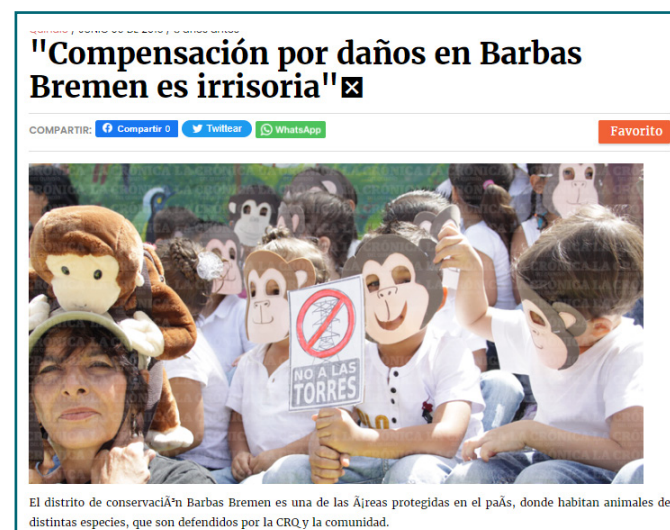 "Compensación por daños en Barbas
Bremen es irrisoria"
COMPARTIR: Compartir 0 Twittear WhatsApp
Favorito
NO A LAS
TORRES
El distrito de conservaciÃ³n Barbas Bremen es una de las Ã¡reas protegidas en el paÃs, donde habitan animales de
distintas especies, que son defendidos por la CRQ y la comunidad.